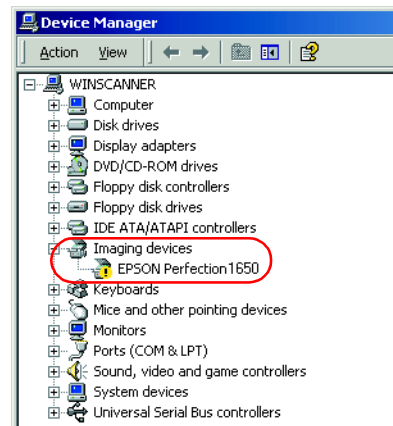 Device Manager
Action View
WINSCANNER
Computer
Disk drives
Display adapters
DVD/CD-ROM drives
Floppy disk controllers
Floppy disk drives
IDE ATA/ATAPI controllers
Imaging devices
EPSON Perfection1650
Keyboards
Mice and other pointing devices
Monitors
Ports (COM & LPT)
Sound, video and game controllers
System devices
Universal Serial Bus controllers